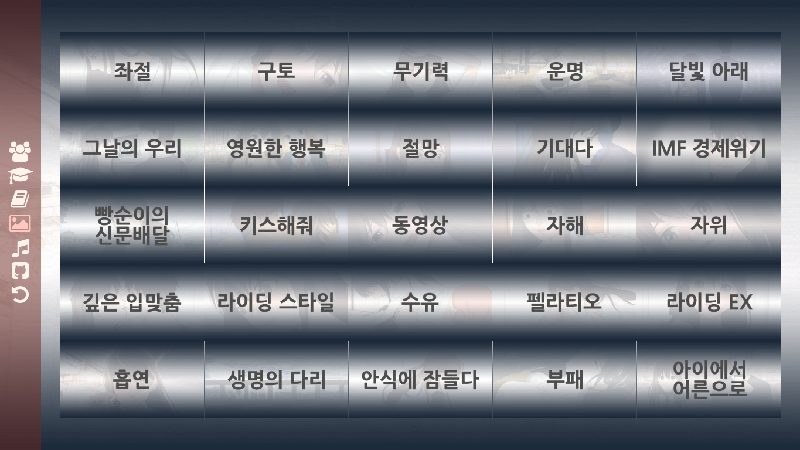 좌절
구토
무기력
운명
달빛 아래
그날의 우리
영원한 행복
절망
기대다
IMF 경제위기
빵순이의
신문배달
키스해줘
동영상
자해
자위
깊은 입맞춤
라이딩 스타일
수유
펠라티오
라이딩 EX
흡연
생명의 다리
안식에 잠들다
부패
아이에서
어른으로